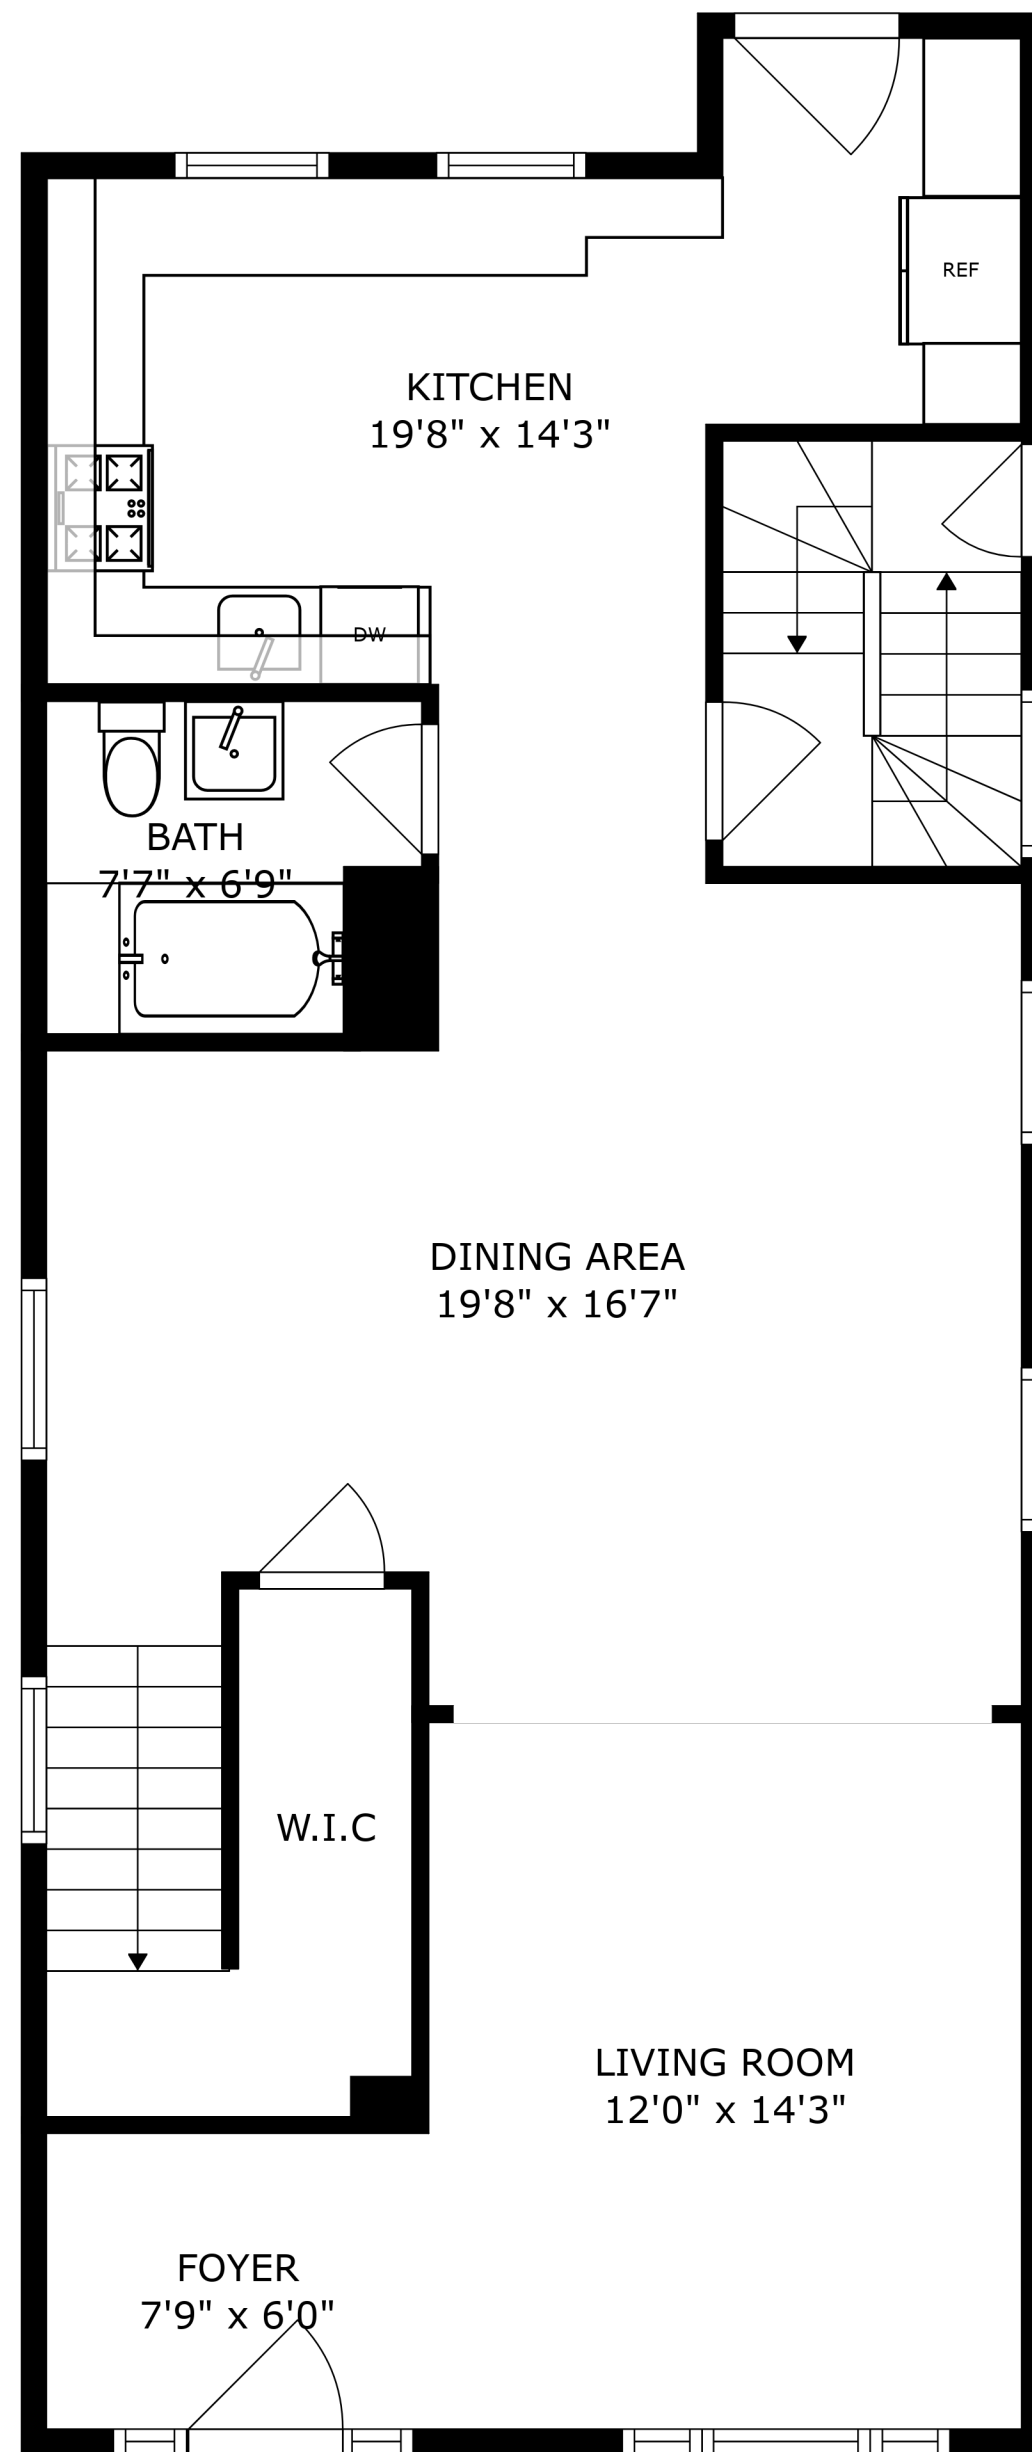 REF
KITCHEN
19'8" x 14'3"
DW
BATH
7'7" x 6'9"
DINING AREA
19'8" x 16'7"
W.I.C
LIVING ROOM
12'0" x 14'3"
FOYER
7'9" x 6'0"